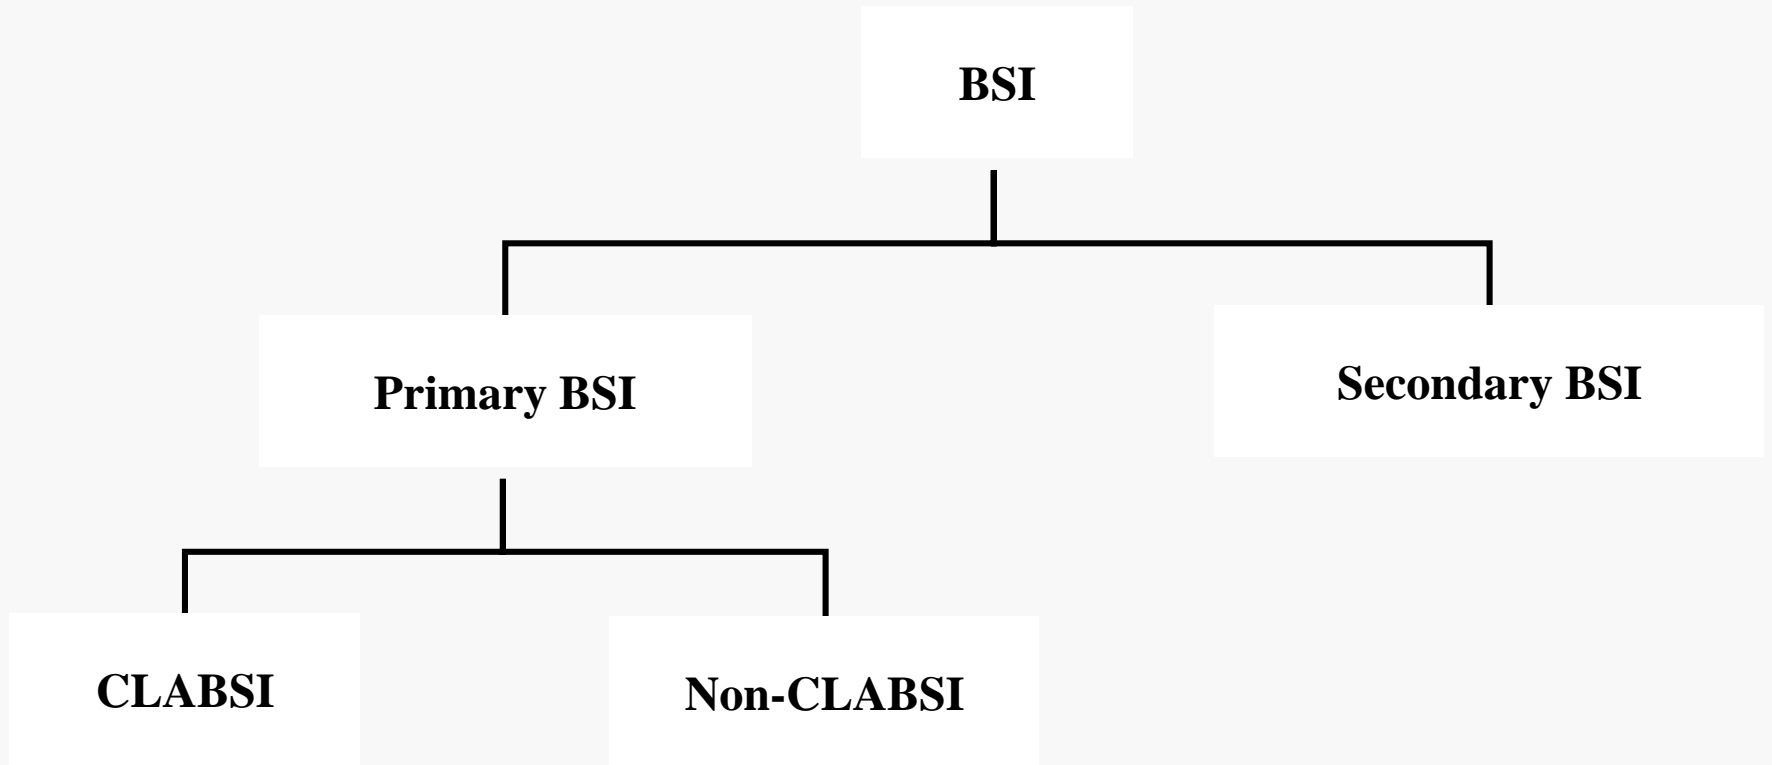 BSI
Primary BSI
Secondary BSI
CLABSI
Non-CLABSI